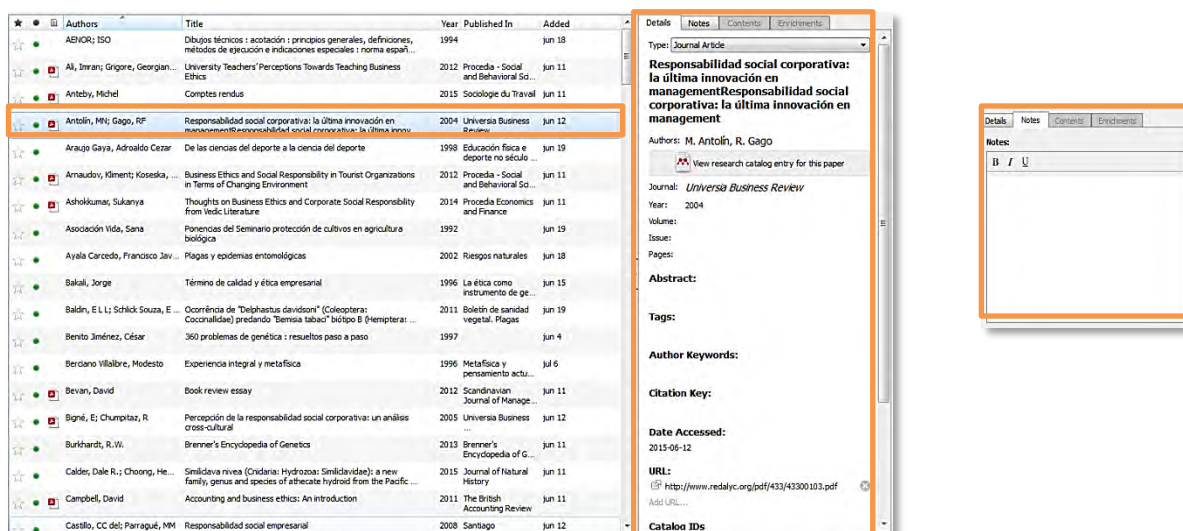 Authors Title Year Published In Added
AENOR; ISO Dibujos técnicos : acotación : principios generales, definiciones, 1994 jun 18
métodos de ejecución e indicaciones especiales : norma españ...
Ali, Imran; Grigore, Georgian... University Teachers' Perceptions Towards Teaching Business 2012 Procedia - Social jun 11
Ethics and Behavioral Sci...
Anteby, Michel Comptes rendus 2015 Sociologie du Travail jun 11
Antolín, MN; Gago, RF Responsabilidad social corporativa: la última innovación en 2004 Universia Business jun 12
managementResponsabilidad social corporativa: la última innov Review
Araujo Gaya, Adroaldo Cezar De las ciencias del deporte a la ciencia del deporte 1998 Educación física e jun 19
deporte no século ...
Arnaudov, Kliment; Koseska, ... Business Ethics and Social Responsibility in Tourist Organizations 2012 Procedia - Social jun 11
in Terms of Changing Environment and Behavioral Sci...
Ashokkumar, Sukanya Thoughts on Business Ethics and Corporate Social Responsibility 2014 Procedia Economics jun 11
from Vedic Literature and Finance
Asociación Vida, Sana Ponencias del Seminario protección de cultivos en agricultura 1992 jun 19
biológica
Ayala Carcedo, Francisco Jav... Plagas y epidemias entomológicas 2002 Riesgos naturales jun 18
Bakali, Jorge Término de calidad y ética empresarial 1996 La ética como jun 15
instrumento de ge...
Baldin, E L L; Schlick Souza, E ... Ocorrência de "Delphastus davidsoni" (Coleoptera: 2011 Boletín de sanidad jun 19
Coccinallidae) predando "Bemisia tabaci" biótipo B (Hemiptera: ... vegetal. Plagas
Benito Jiménez, César 360 problemas de genética : resueltos paso a paso 1997 jun 4
Berciano Villalibre, Modesto Experiencia integral y metafísica 1996 Metafísica y jul 6
pensamiento actu...
Bevan, David Book review essay 2012 Scandinavian jun 11
Journal of Manage...
Bigné, E; Chumpitaz, R Percepción de la responsabilidad social corporativa: un análisis 2005 Universia Business jun 12
cross-cultural ...
Burkhardt, R.W. Brenner's Encyclopedia of Genetics 2013 Brenner's jun 11
Encyclopedia of G...
Calder, Dale R.; Choong, He... Similiclava nivea (Cnidaria: Hydrozoa: Similiclavidae): a new 2015 Journal of Natural jun 11
family, genus and species of athecate hydroid from the Pacific ... History
Campbell, David Accounting and business ethics: An introduction 2011 The British jun 11
Accounting Review
Castillo, CC del; Parragué, MM Responsabilidad social empresarial 2008 Santiago jun 12
Details Notes Contents Enrichments
Type: Journal Article
Responsabilidad social corporativa:
la última innovación en
managementResponsabilidad social
corporativa: la última innovación en
management
Authors: M. Antolín, R. Gago
View research catalog entry for this paper
Journal: Universia Business Review
Year: 2004
Volume:
Issue:
Pages:
Abstract:
Tags:
Author Keywords:
Citation Key:
Date Accessed:
2015-06-12
URL:
http://www.redalyc.org/pdf/433/43300103.pdf
Add URL...
Catalog IDs
Details Notes Contents Enrichments
Notes:
B I U